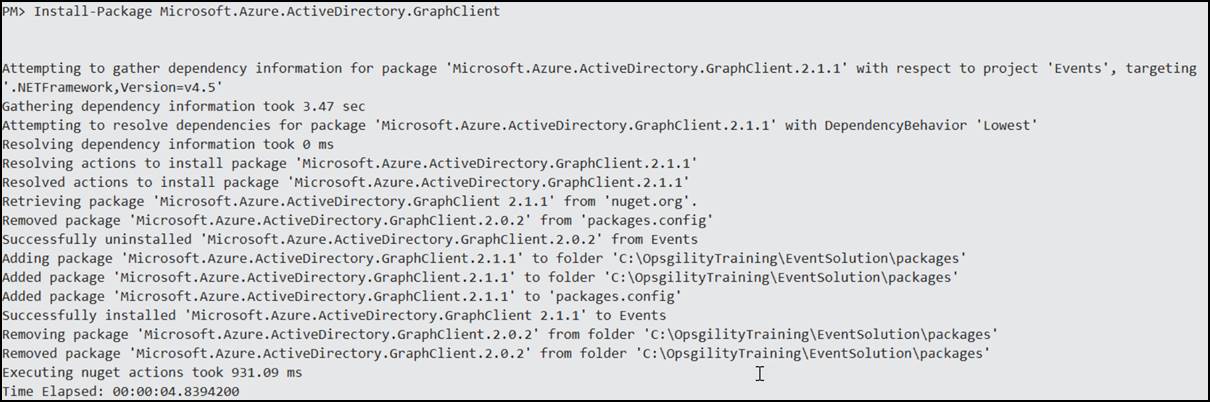 PM> Install-Package Microsoft.Azure.ActiveDirectory.GraphClient
Attempting to gather dependency information for package 'Microsoft.Azure.ActiveDirectory.GraphClient.2.1.1' with respect to project 'Events', targeting
'.NETFramework,Version=v4.5'
Gathering dependency information took 3.47 sec
Attempting to resolve dependencies for package 'Microsoft.Azure.ActiveDirectory.GraphClient.2.1.1' with DependencyBehavior 'Lowest'
Resolving dependency information took 0 ms
Resolving actions to install package 'Microsoft.Azure.ActiveDirectory.GraphClient.2.1.1'
Resolved actions to install package 'Microsoft.Azure.ActiveDirectory.GraphClient.2.1.1'
Retrieving package 'Microsoft.Azure.ActiveDirectory.GraphClient 2.1.1' from 'nuget.org'.
Removed package 'Microsoft.Azure.ActiveDirectory.GraphClient.2.0.2' from 'packages.config'
Successfully uninstalled 'Microsoft.Azure.ActiveDirectory.GraphClient.2.0.2' from Events
Adding package 'Microsoft.Azure.ActiveDirectory.GraphClient.2.1.1' to folder 'C:\OpsgilityTraining\EventSolution\packages'
Added package 'Microsoft.Azure.ActiveDirectory.GraphClient.2.1.1' to folder 'C:\OpsgilityTraining\EventSolution\packages'
Added package 'Microsoft.Azure.ActiveDirectory.GraphClient.2.1.1' to 'packages.config'
Successfully installed 'Microsoft.Azure.ActiveDirectory.GraphClient 2.1.1' to Events
Removing package 'Microsoft.Azure.ActiveDirectory.GraphClient.2.0.2' from folder 'C:\OpsgilityTraining\EventSolution\packages'
Removed package 'Microsoft.Azure.ActiveDirectory.GraphClient.2.0.2' from folder 'C:\OpsgilityTraining\EventSolution\packages'
Executing nuget actions took 931.09 ms
Time Elapsed: 00:00:04.8394200